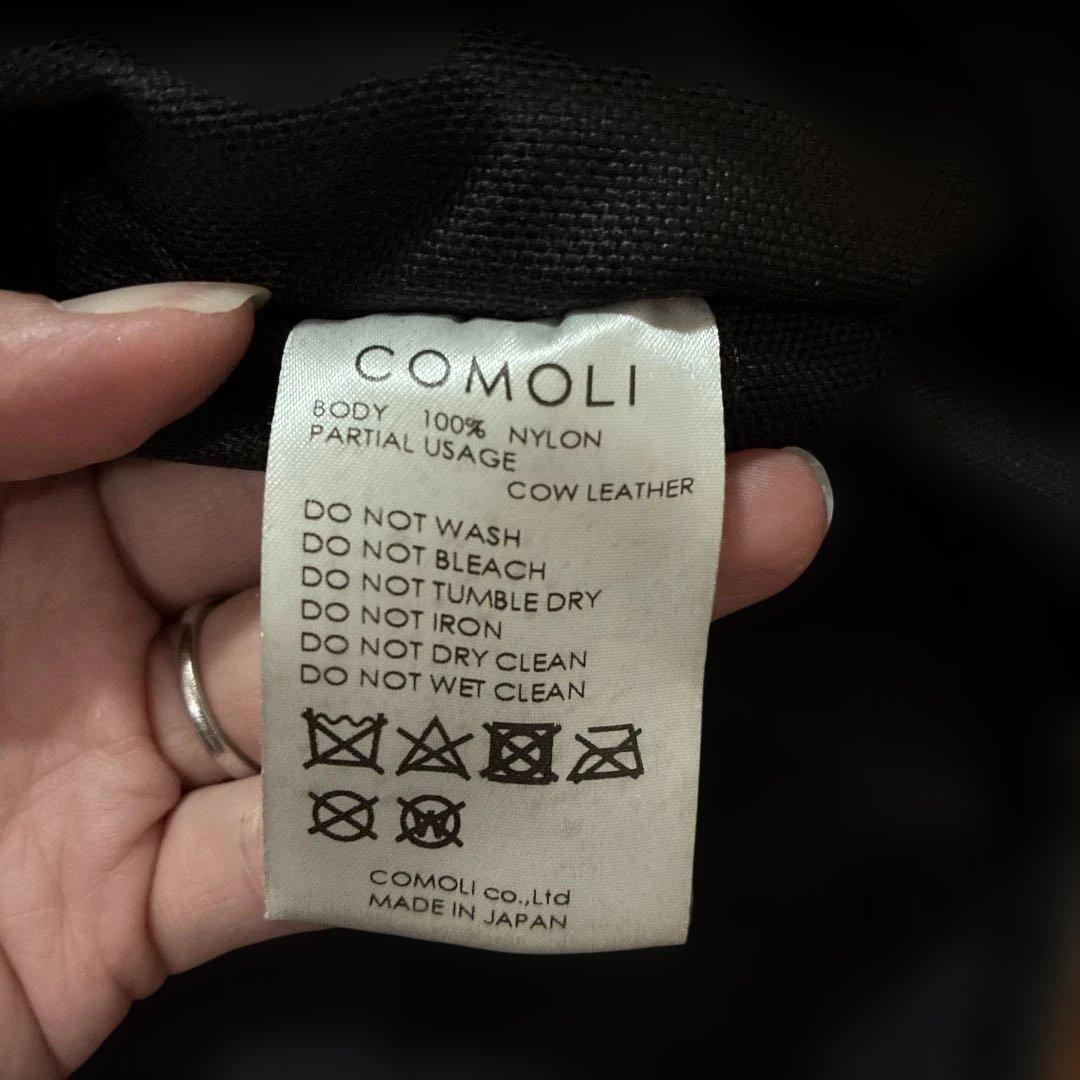 COMOLI
BODY 100% NYLON
PARTIAL USAGE
COW LEATHER
DO NOT WASH
DO NOT BLEACH
DO NOT TUMBLE DRY
DO NOT IRON
DO NOT DRY CLEAN
DO NOT WET CLEAN
W
COMOLI co.,Ltd
MADE IN JAPAN